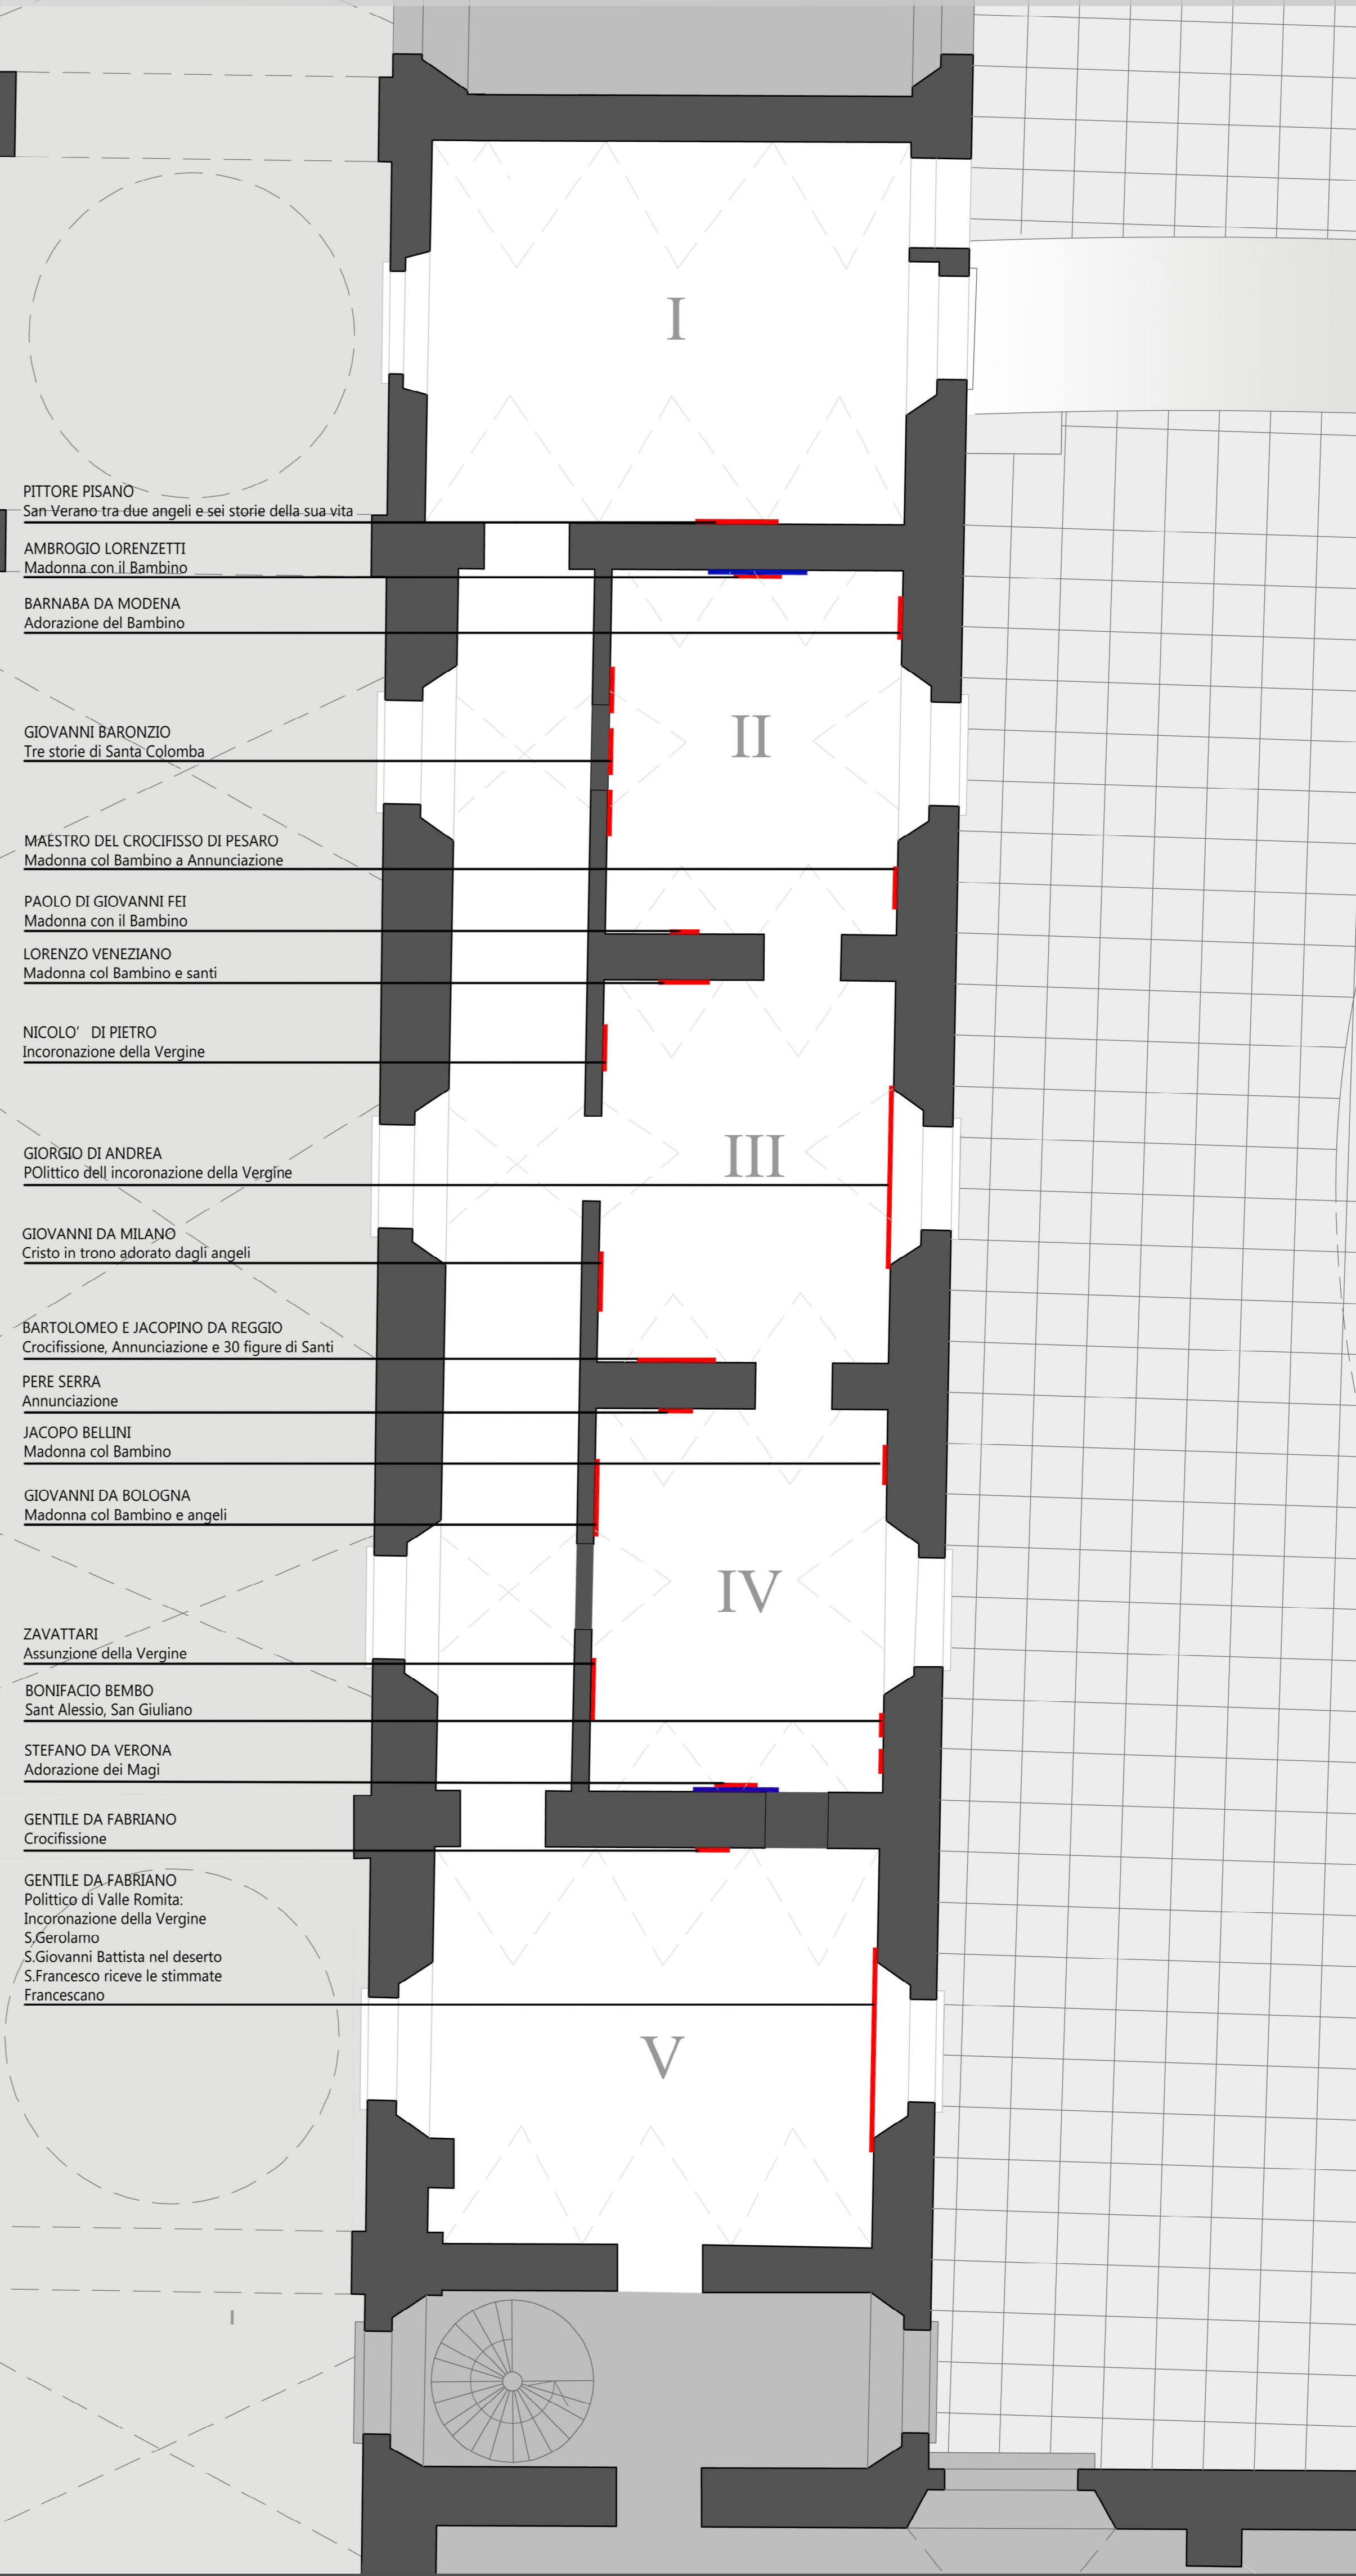 I
PITTORE PISANO
San Verano tra due angeli e sei storie della sua vita
AMBROGIO LORENZETTI
Madonna con il Bambino
BARNABA DA MODENA
Adorazione del Bambino
II
GIOVANNI BARONZIO
Tre storie di Santa Colomba
MAESTRO DEL CROCIFISSO DI PESARO
Madonna col Bambino a Annunciazione
PAOLO DI GIOVANNI FEI
Madonna con il Bambino
LORENZO VENEZIANO
Madonna col Bambino e santi
NICOLO’ DI PIETRO
Incoronazione della Vergine
III
GIORGIO DI ANDREA
POlittico dell incoronazione della Vergine
GIOVANNI DA MILANO
Cristo in trono adorato dagli angeli
BARTOLOMEO E JACOPINO DA REGGIO
Crocifissione, Annunciazione e 30 figure di Santi
PERE SERRA
Annunciazione
JACOPO BELLINI
Madonna col Bambino
GIOVANNI DA BOLOGNA
Madonna col Bambino e angeli
IV
ZAVATTARI
Assunzione della Vergine
BONIFACIO BEMBO
Sant Alessio, San Giuliano
STEFANO DA VERONA
Adorazione dei Magi
GENTILE DA FABRIANO
Crocifissione
GENTILE DA FABRIANO
Polittico di Valle Romita:
Incoronazione della Vergine
S.Gerolamo
S.Giovanni Battista nel deserto
S.Francesco riceve le stimmate
Francescano
V